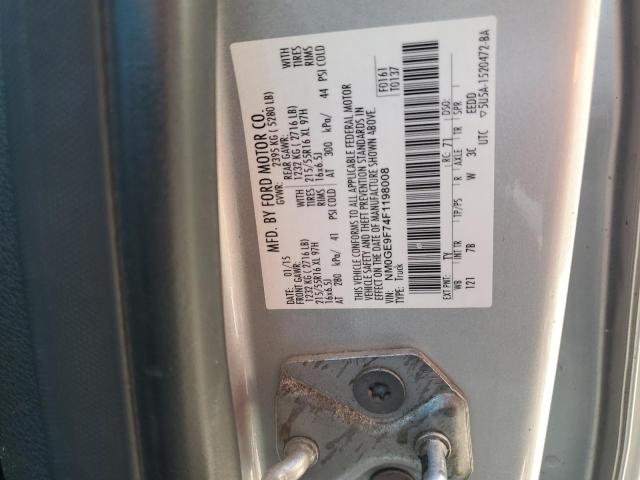 MFD. BY FORD MOTOR CO.
DATE: 01/15 GVWR: 2395 KG ( 5280 LB)
FRONT GAWR: REAR GAWR:
1232 KG ( 2716 LB) WITH 1232 KG ( 2716 LB) WITH
215/55R16 XL 97H TIRES 215/55R16 XL 97H TIRES
16x6.5J RIMS 16x6.5J RIMS
AT 280 kPa/ 41 PSI COLD AT 300 kPa/ 44 PSI COLD
THIS VEHICLE CONFORMS TO ALL APPLICABLE FEDERAL MOTOR
VEHICLE SAFETY AND THEFT PREVENTION STANDARDS IN
EFFECT ON THE DATE OF MANUFACTURE SHOWN ABOVE.
VIN: NM0GE9F74F1198008 F0161
TYPE: Truck T0137
EXT PNT: TY RC: 71 DSO:
WB INT TR TP/PS R AXLE TR SPR
121 7B W 3C EEDD
UTC ▽5U5A-1520472-BA